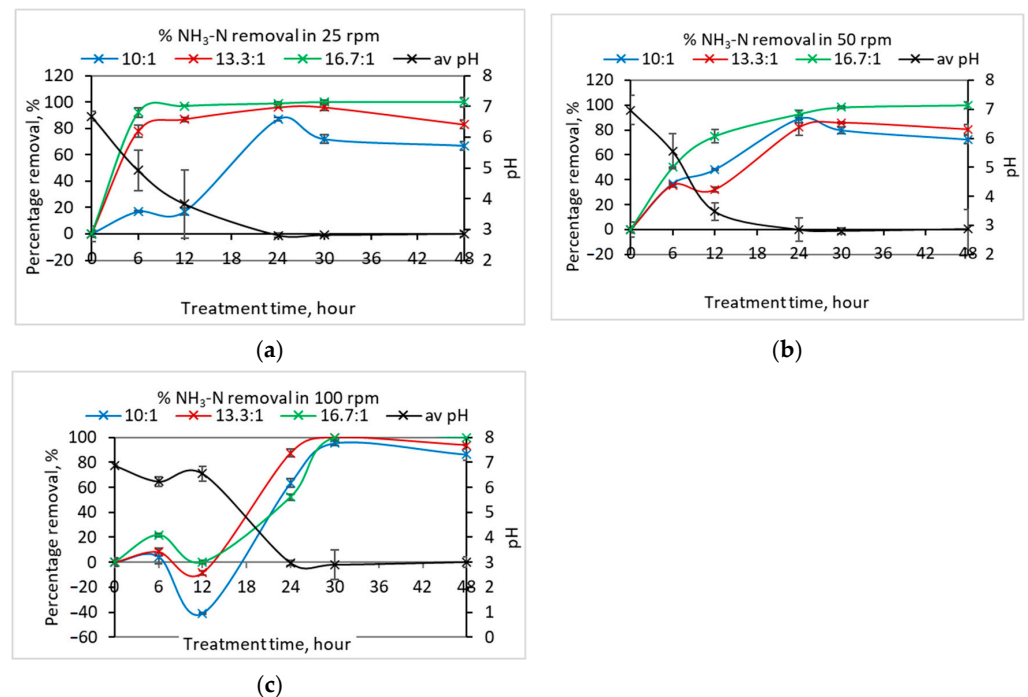 % NH₃-N removal in 25 rpm
10:1 13.3:1 16.7:1 av pH
120
100
80
60
40
20
0
−20
Percentage removal, %
8
7
6
5
4
3
2
pH
0 6 12 18 24 30 36 42 48
Treatment time, hour
(a)
% NH₃-N removal in 50 rpm
10:1 13.3:1 16.7:1 av pH
120
100
80
60
40
20
0
−20
Percentage removal, %
8
7
6
5
4
3
2
pH
0 6 12 18 24 30 36 42 48
Treatment time, hour
(b)
% NH₃-N removal in 100 rpm
10:1 13.3:1 16.7:1 av pH
100
80
60
40
20
0
−20
−40
−60
Percentage removal, %
8
7
6
5
4
3
2
1
0
pH
0 6 12 18 24 30 36 42 48
Treatment time, hour
(c)